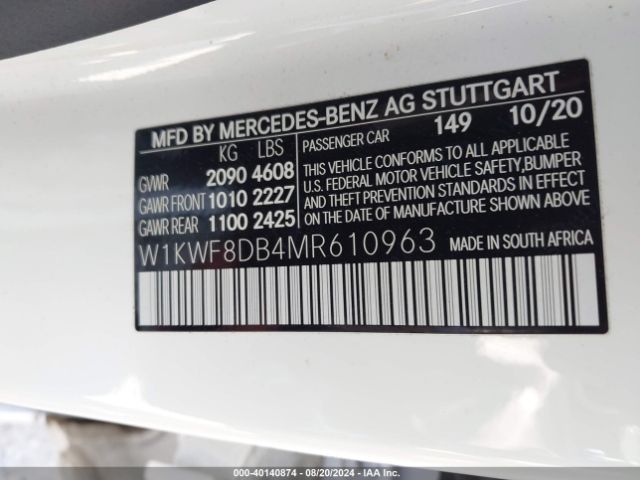 MFD BY MERCEDES-BENZ AG STUTTGART
KG LBS PASSENGER CAR 149 10/20
GVWR 2090 4608
GAWR FRONT 1010 2227
GAWR REAR 1100 2425
THIS VEHICLE CONFORMS TO ALL APPLICABLE
U.S. FEDERAL MOTOR VEHICLE SAFETY, BUMPER
AND THEFT PREVENTION STANDARDS IN EFFECT
ON THE DATE OF MANUFACTURE SHOWN ABOVE
W1KWF8DB4MR610963 MADE IN SOUTH AFRICA
000-40140874 - 08/20/2024 - IAA Inc.